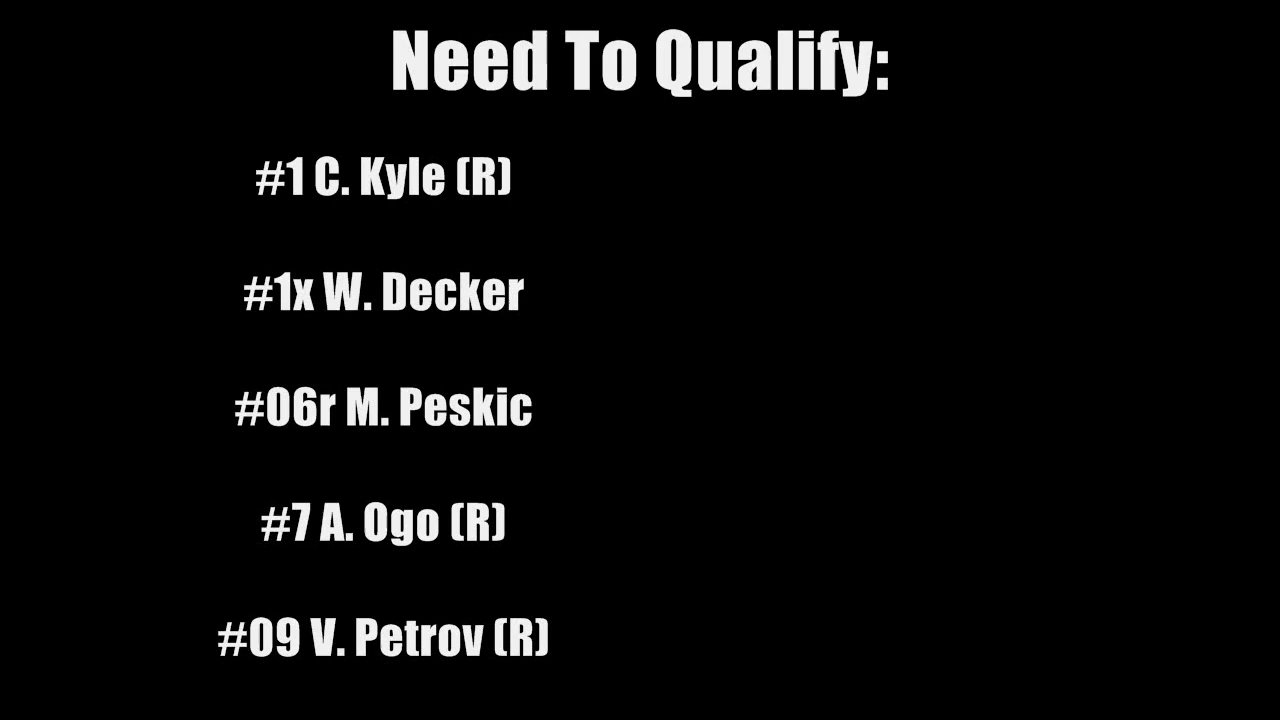 Need To Qualify:
#1 C. Kyle (R)
#1x W. Decker
#06r M. Peskic
#7 A. Ogo (R)
#09 V. Petrov (R)